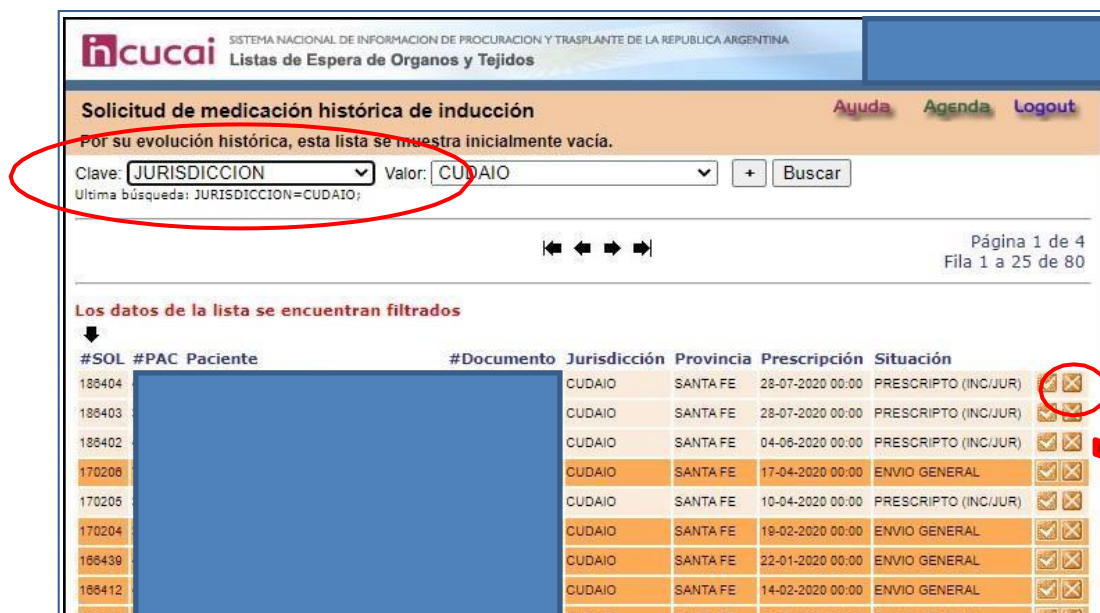 incucai SISTEMA NACIONAL DE INFORMACION DE PROCURACION Y TRASPLANTE DE LA REPUBLICA ARGENTINA
Listas de Espera de Organos y Tejidos
Solicitud de medicación histórica de inducción Ayuda Agenda Logout
Por su evolución histórica, esta lista se muestra inicialmente vacía.
Clave: JURISDICCION Valor: CUDAIO + Buscar
Ultima búsqueda: JURISDICCION=CUDAIO;
Página 1 de 4
Fila 1 a 25 de 80
Los datos de la lista se encuentran filtrados
#SOL #PAC Paciente #Documento Jurisdicción Provincia Prescripción Situación
186404 CUDAIO SANTA FE 28-07-2020 00:00 PRESCRIPTO (INC/JUR)
186403 CUDAIO SANTA FE 28-07-2020 00:00 PRESCRIPTO (INC/JUR)
186402 CUDAIO SANTA FE 04-06-2020 00:00 PRESCRIPTO (INC/JUR)
170206 CUDAIO SANTA FE 17-04-2020 00:00 ENVIO GENERAL
170205 CUDAIO SANTA FE 10-04-2020 00:00 PRESCRIPTO (INC/JUR)
170204 CUDAIO SANTA FE 19-02-2020 00:00 ENVIO GENERAL
166439 CUDAIO SANTA FE 22-01-2020 00:00 ENVIO GENERAL
166412 CUDAIO SANTA FE 14-02-2020 00:00 ENVIO GENERAL